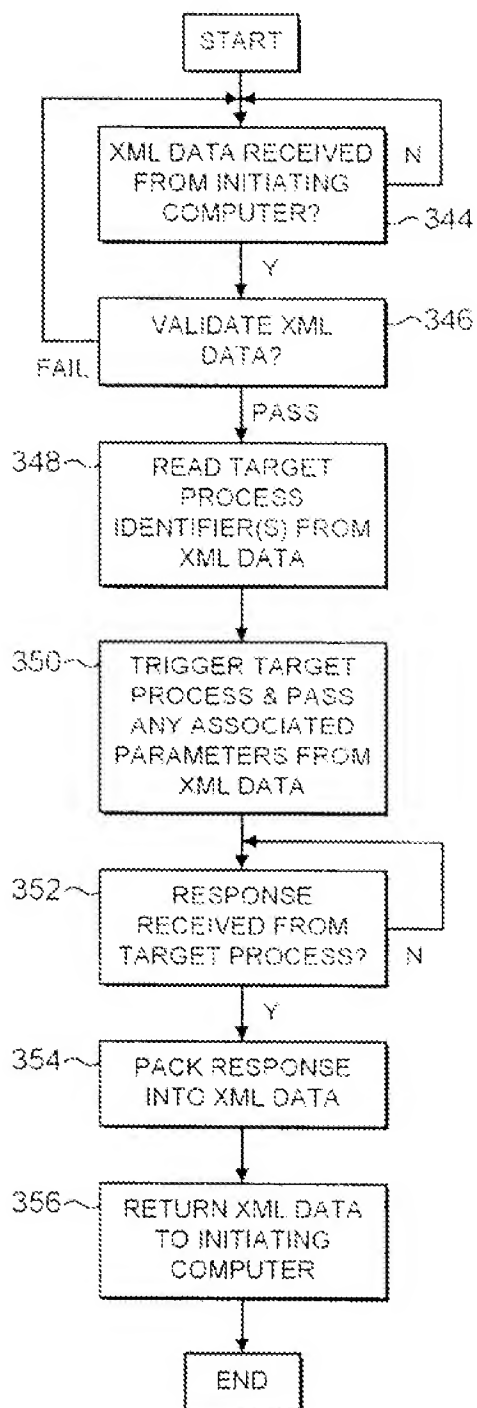 START
XML DATA RECEIVED
FROM INITIATING
COMPUTER?
N
344
Y
VALIDATE XML
DATA?
346
FAIL
PASS
348
READ TARGET
PROCESS
IDENTIFIER(S) FROM
XML DATA
350
TRIGGER TARGET
PROCESS & PASS
ANY ASSOCIATED
PARAMETERS FROM
XML DATA
352
RESPONSE
RECEIVED FROM
TARGET PROCESS?
N
Y
354
PACK RESPONSE
INTO XML DATA
356
RETURN XML DATA
TO INITIATING
COMPUTER
END